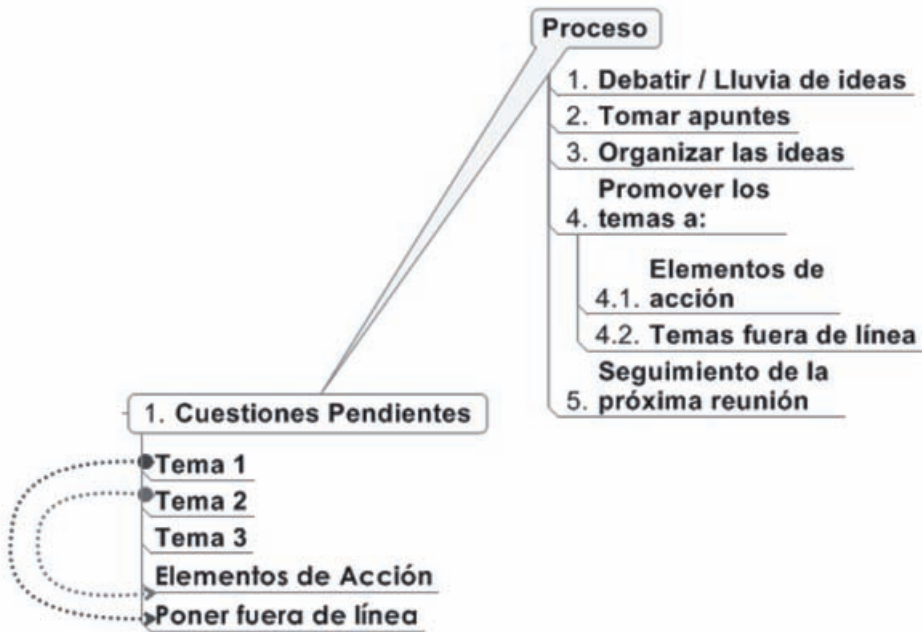 Proceso
1. Debatir / Lluvia de ideas
2. Tomar apuntes
3. Organizar las ideas
Promover los
4. temas a:
Elementos de
4.1. acción
4.2. Temas fuera de línea
Seguimiento de la
5. próxima reunión
1. Cuestiones Pendientes
Tema 1
Tema 2
Tema 3
Elementos de Acción
Poner fuera de línea